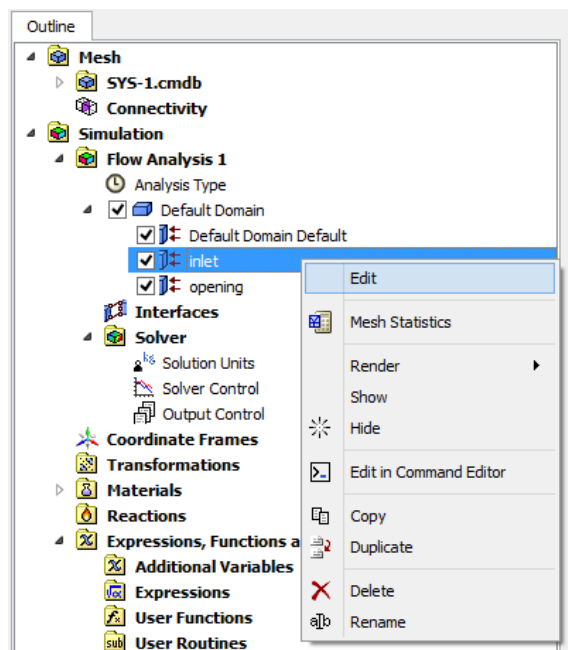 Outline
Mesh
SYS-1.cmdb
Connectivity
Simulation
Flow Analysis 1
Analysis Type
Default Domain
Default Domain Default
inlet
opening
Interfaces
Solver
kg
Solution Units
Solver Control
Output Control
Coordinate Frames
Transformations
Materials
Reactions
Expressions, Functions a
Additional Variables
Expressions
User Functions
sub User Routines
Edit
Mesh Statistics
Render
Show
Hide
Edit in Command Editor
Copy
Duplicate
Delete
a]b Rename